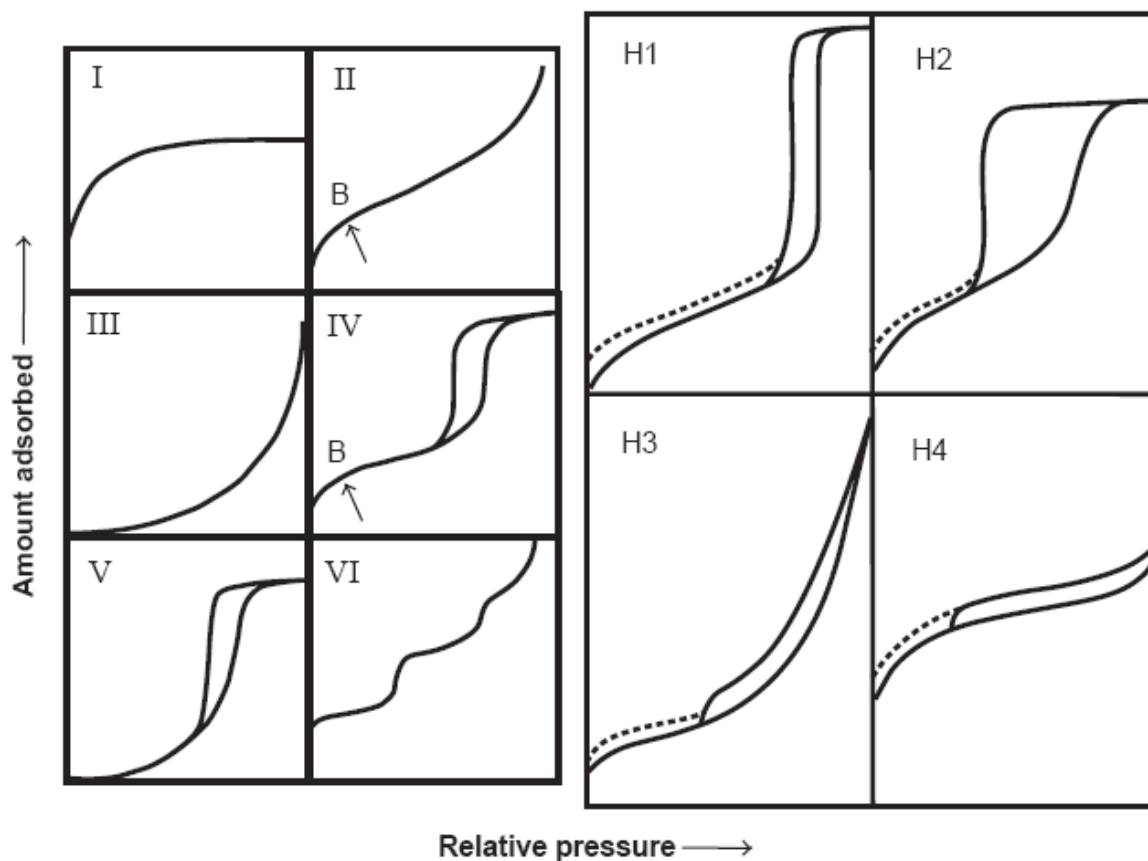 I
II
B
III
IV
B
V
VI
H1
H2
H3
H4
Amount adsorbed
Relative pressure